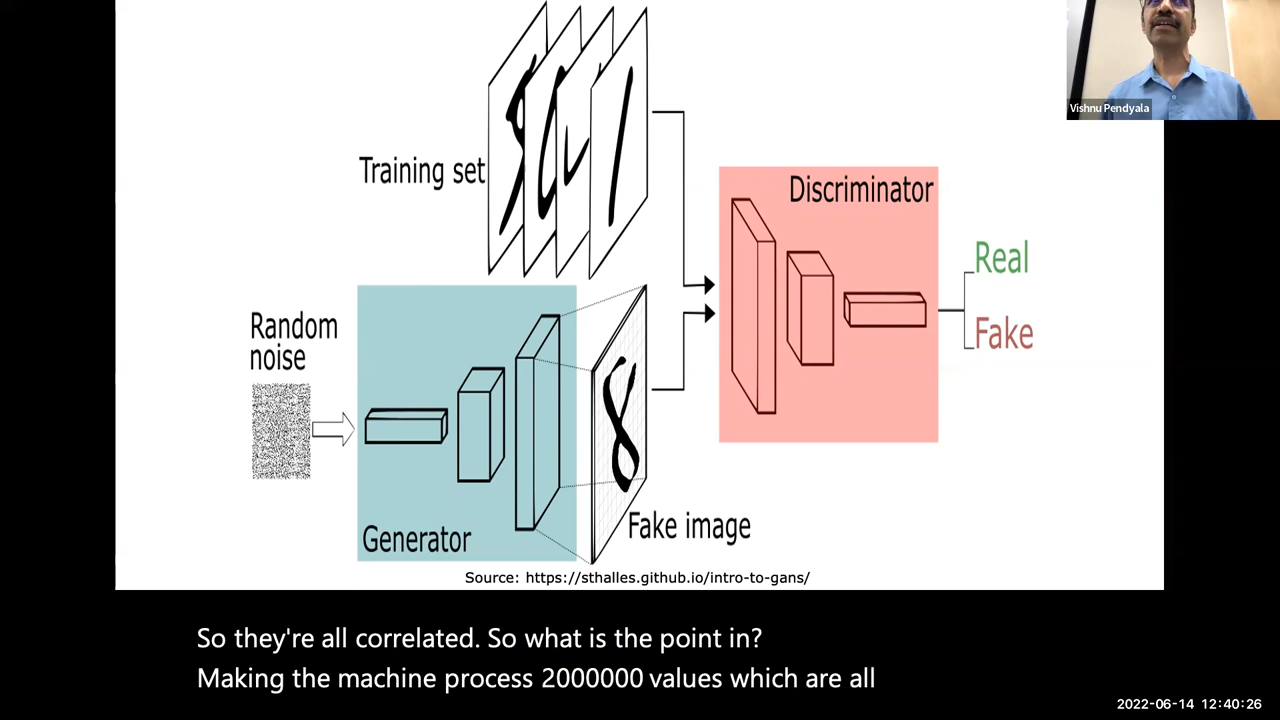 Vishnu Pendyala
Training set
Discriminator
Real
Fake
Random
noise
Generator
Fake image
Source: https://sthalles.github.io/intro-to-gans/
So they're all correlated. So what is the point in?
Making the machine process 2000000 values which are all
2022-06-14 12:40:26